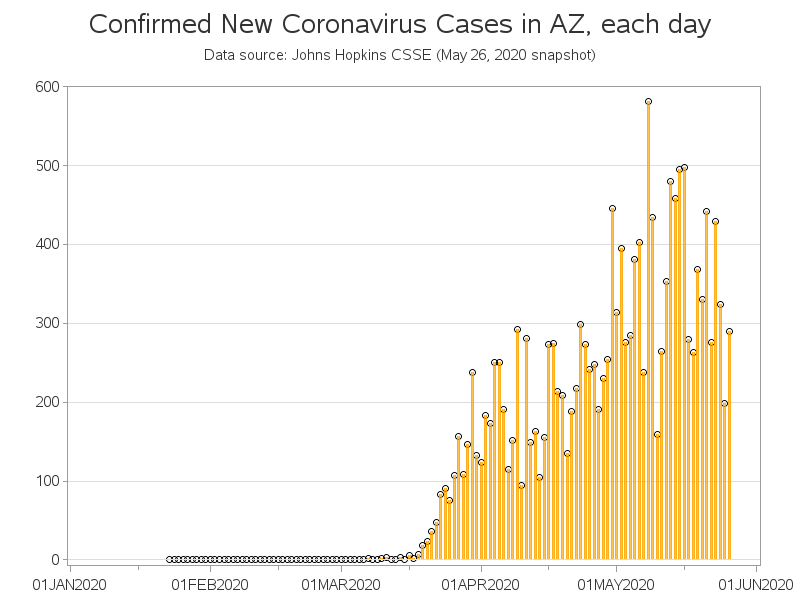 Confirmed New Coronavirus Cases in AZ, each day
Data source: Johns Hopkins CSSE (May 26, 2020 snapshot)
600
500
400
300
200
100
0
01JAN2020 01FEB2020 01MAR2020 01APR2020 01MAY2020 01JUN2020